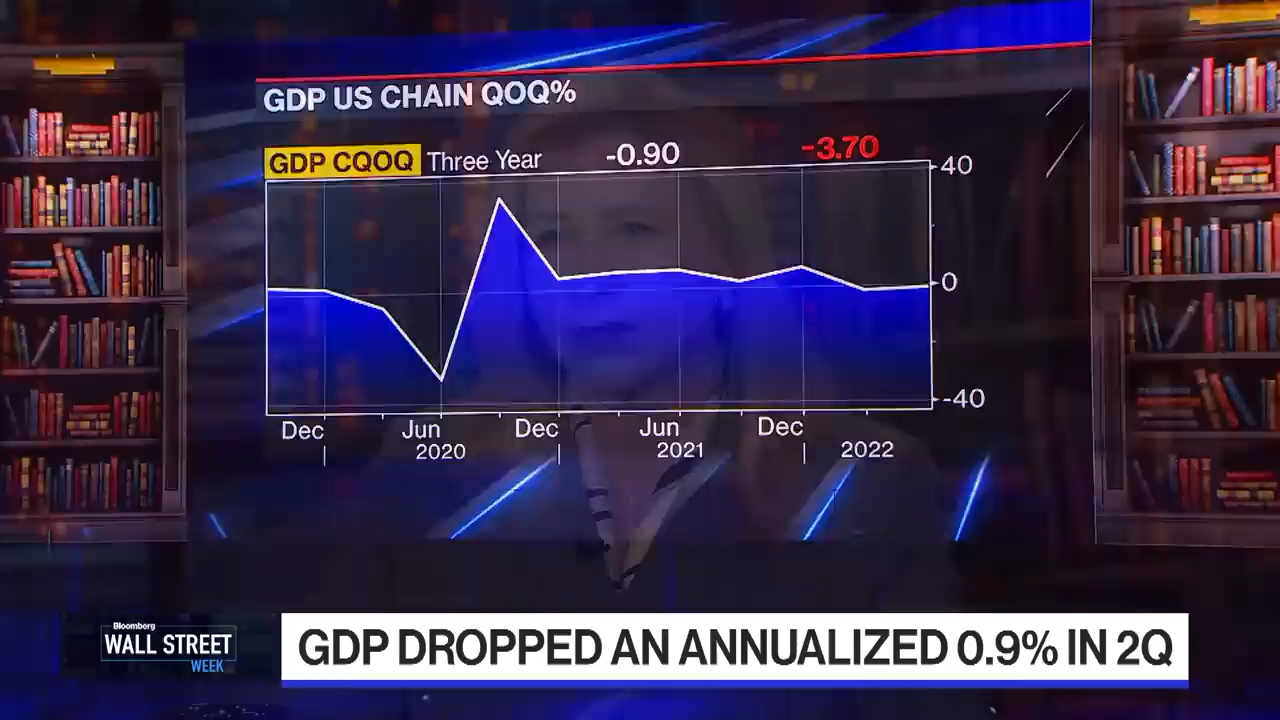 GDP US CHAIN QOQ%
GDP CQOQ Three Year -0.90 -3.70
40
0
-40
Dec Jun Dec Jun Dec
2020 2021 2022
Bloomberg
WALL STREET
WEEK
GDP DROPPED AN ANNUALIZED 0.9% IN 2Q